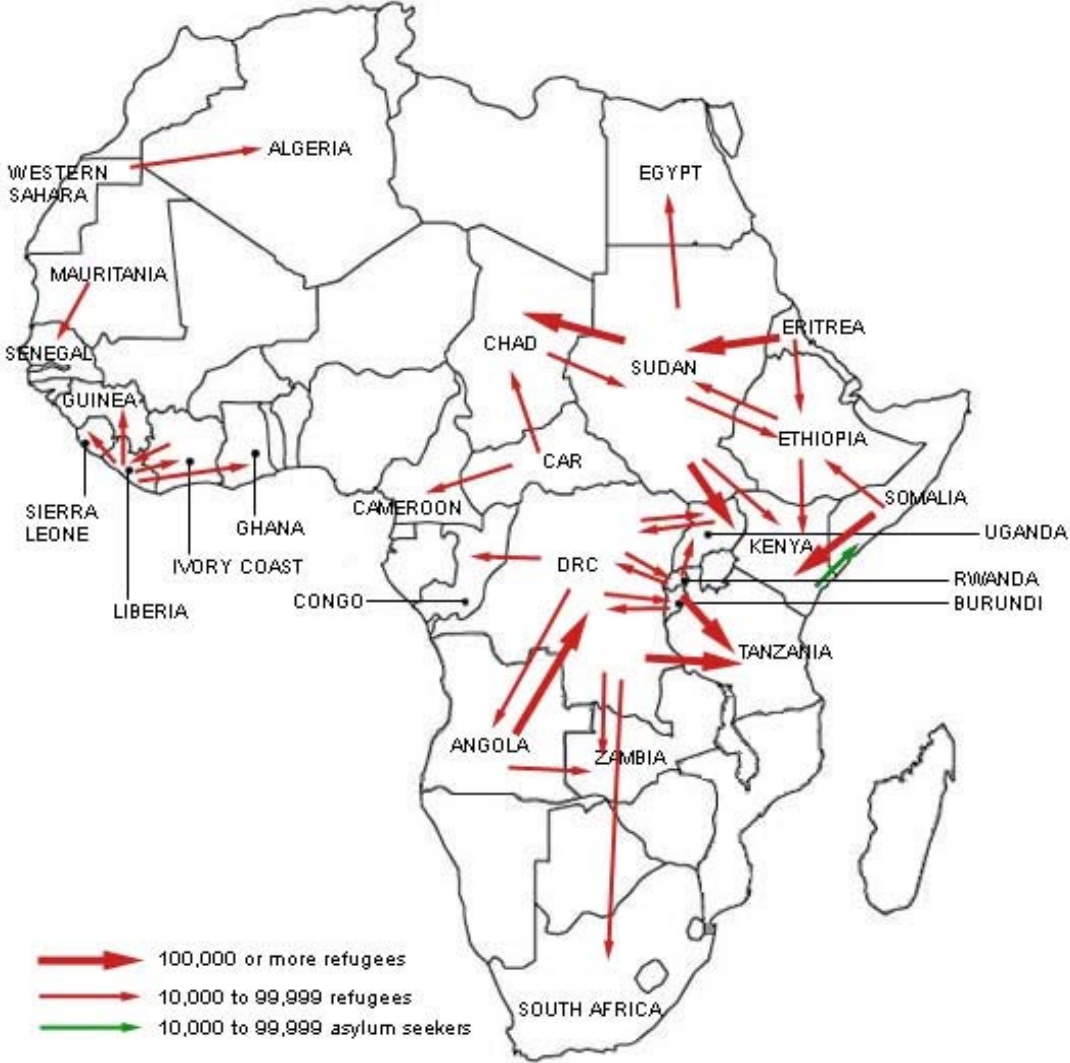 ALGERIA
WESTERN
SAHARA
EGYPT
MAURITANIA
ERITREA
SENEGAL
CHAD
SUDAN
GUINEA
ETHIOPIA
CAR
SOMALIA
SIERRA
LEONE
GHANA
CAMEROON
UGANDA
KENYA
IVORY COAST
DRC
RWANDA
LIBERIA
CONGO
BURUNDI
TANZANIA
ANGOLA
ZAMBIA
100,000 or more refugees
10,000 to 99,999 refugees
10,000 to 99,999 asylum seekers
SOUTH AFRICA